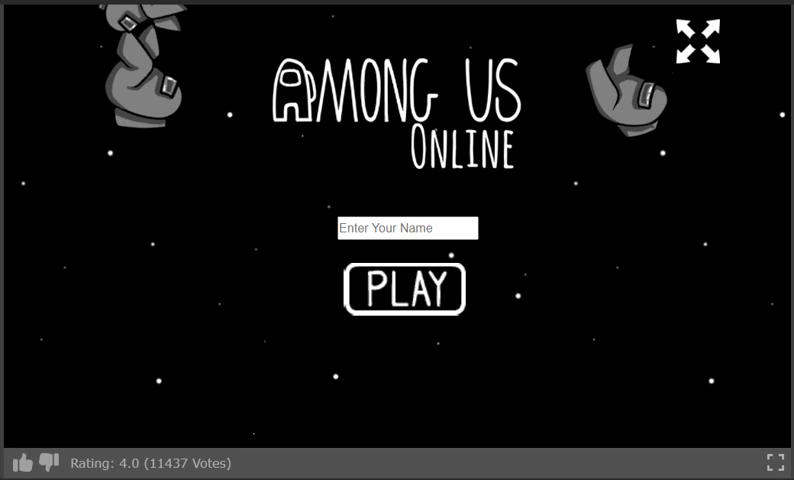 AMONG US
ONLINE
Enter Your Name
PLAY
Rating: 4.0 (11437 Votes)